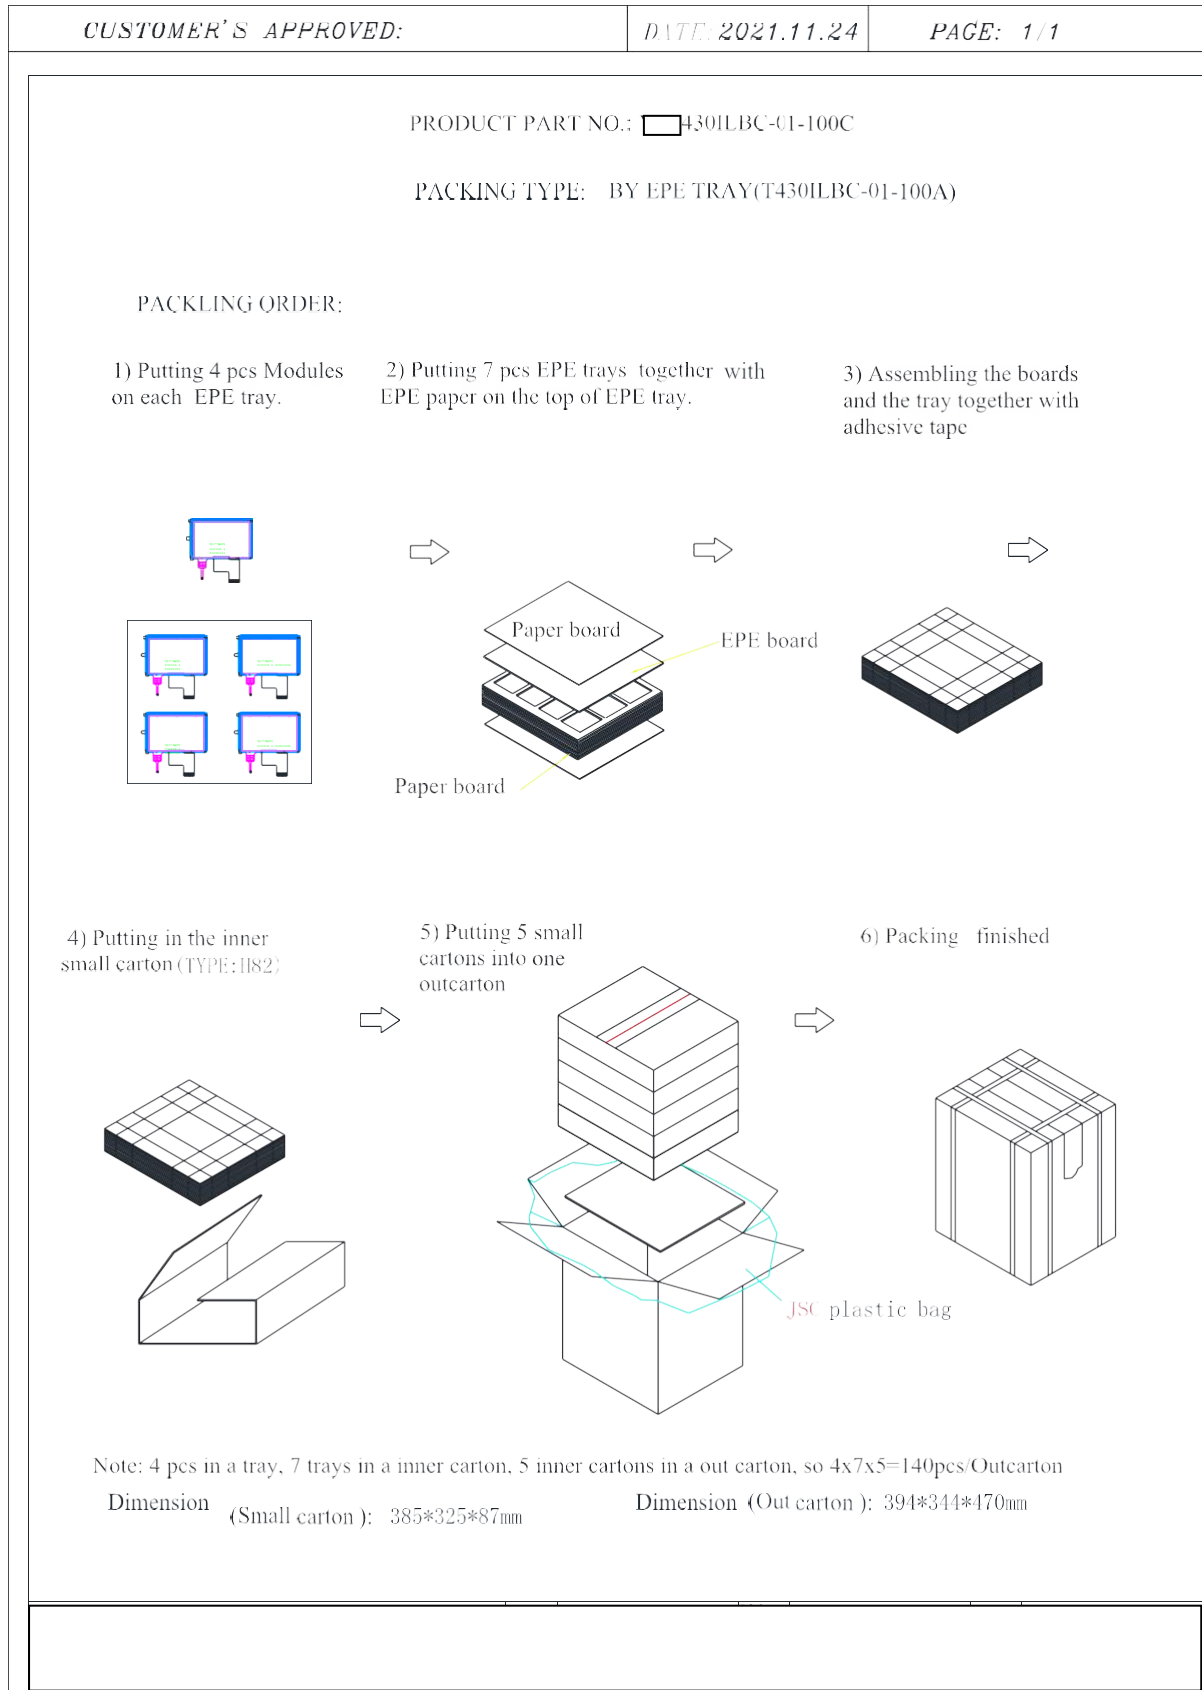 CUSTOMER'S APPROVED: DATE: 2021.11.24 PAGE: 1/1
PRODUCT PART NO.: 430ILBC-01-100C
PACKING TYPE: BY EPE TRAY(T430ILBC-01-100A)
PACKLING ORDER:
1) Putting 4 pcs Modules
on each EPE tray.
2) Putting 7 pcs EPE trays together with
EPE paper on the top of EPE tray.
3) Assembling the boards
and the tray together with
adhesive tape
Paper board
EPE board
Paper board
4) Putting in the inner
small carton (TYPE:H82)
5) Putting 5 small
cartons into one
outcarton
6) Packing finished
JSC plastic bag
Note: 4 pcs in a tray, 7 trays in a inner carton, 5 inner cartons in a out carton, so 4x7x5=140pcs/Outcarton
Dimension (Small carton ): 385*325*87mm
Dimension (Out carton ): 394*344*470mm